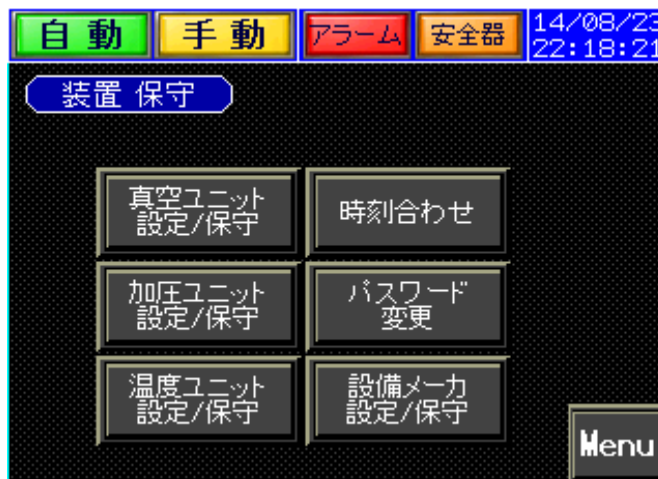 自動 手動 アラーム 安全器 14/08/23
22:18:21
装置 保守
真空ユニット
設定/保守
時刻合わせ
加圧ユニット
設定/保守
パスワード
変更
温度ユニット
設定/保守
設備メーカ
設定/保守
Menu